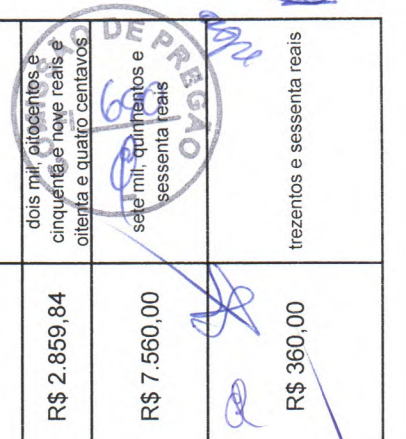 R$ 2.859,84
dois mil, oitocentos e
cinquenta e nove reais e
oitenta e quatro centavos
R$ 7.560,00
sete mil, quinhentos e
sessenta reais
R$ 360,00
trezentos e sessenta reais
COMISSÃO DE PREGÃO